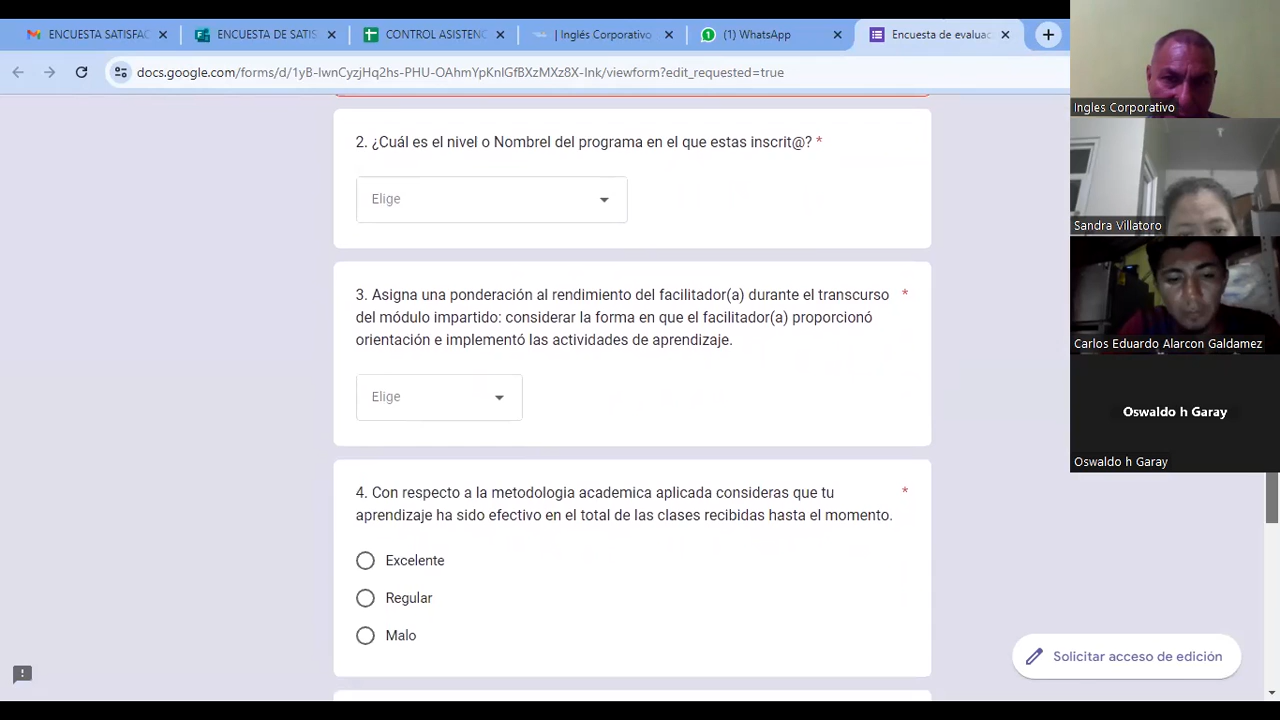 ENCUESTA SATISFAC
ENCUESTA DE SATIS
CONTROL ASISTENC
| Inglés Corporativo
(1) WhatsApp
Encuesta de evaluac
docs.google.com/forms/d/1yB-IwnCyzjHq2hs-PHU-OAhmYpKnlGfBXzMXz8X-Ink/viewform?edit_requested=true
2. ¿Cuál es el nivel o Nombrel del programa en el que estas inscrit@? *
Elige
3. Asigna una ponderación al rendimiento del facilitador(a) durante el transcurso *
del módulo impartido: considerar la forma en que el facilitador(a) proporcionó
orientación e implementó las actividades de aprendizaje.
Elige
4. Con respecto a la metodologia academica aplicada consideras que tu *
aprendizaje ha sido efectivo en el total de las clases recibidas hasta el momento.
Excelente
Regular
Malo
Solicitar acceso de edición
Ingles Corporativo
Sandra Villatoro
Carlos Eduardo Alarcon Galdamez
Oswaldo h Garay
Oswaldo h Garay